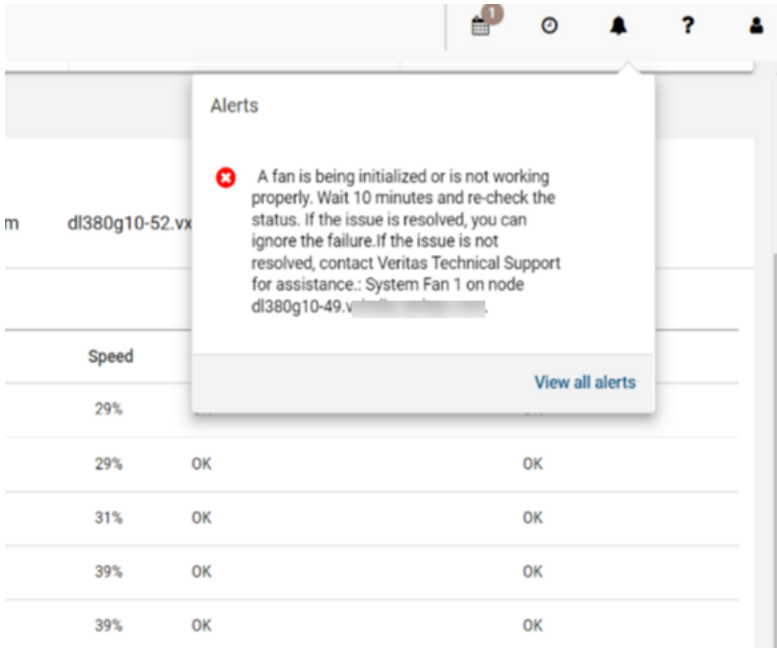 1
?
Alerts
A fan is being initialized or is not working
properly. Wait 10 minutes and re-check the
status. If the issue is resolved, you can
ignore the failure.If the issue is not
resolved, contact Veritas Technical Support
for assistance.: System Fan 1 on node
dl380g10-49.v
View all alerts
m dl380g10-52.vx
Speed
29%
29% OK OK
31% OK OK
39% OK OK
39% OK OK